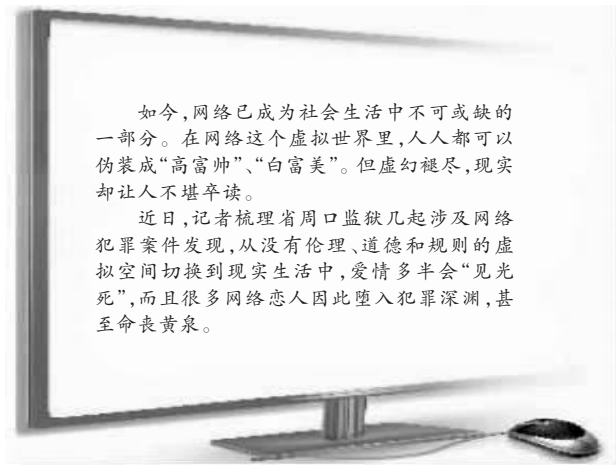 如今,网络已成为社会生活中不可或缺的
一部分。在网络这个虚拟世界里,人人都可以
伪装成“高富帅”、“白富美”。但虚幻褪尽,现实
却让人不堪卒读。
近日,记者梳理省周口监狱几起涉及网络
犯罪案件发现,从没有伦理、道德和规则的虚
拟空间切换到现实生活中,爱情多半会“见光
死”,而且很多网络恋人因此堕入犯罪深渊,甚
至命丧黄泉。